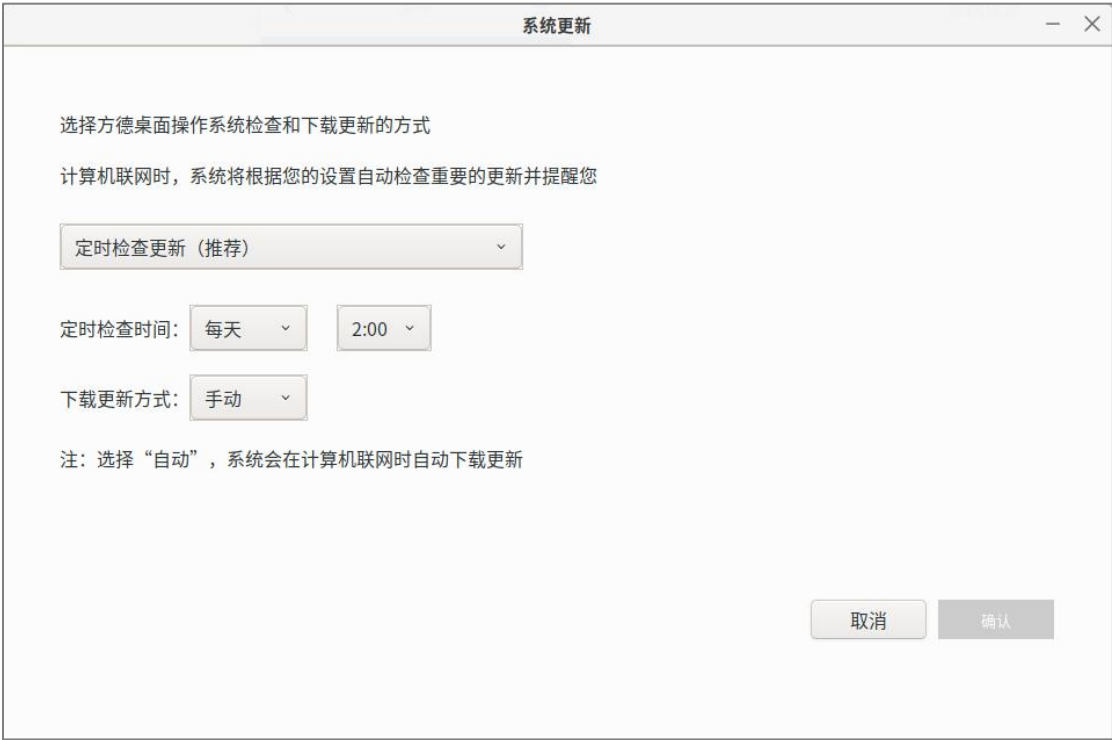 系统更新
选择方德桌面操作系统检查和下载更新的方式
计算机联网时，系统将根据您的设置自动检查重要的更新并提醒您
定时检查更新（推荐）
定时检查时间： 每天 2:00
下载更新方式： 手动
注：选择“自动”，系统会在计算机联网时自动下载更新
取消 确认